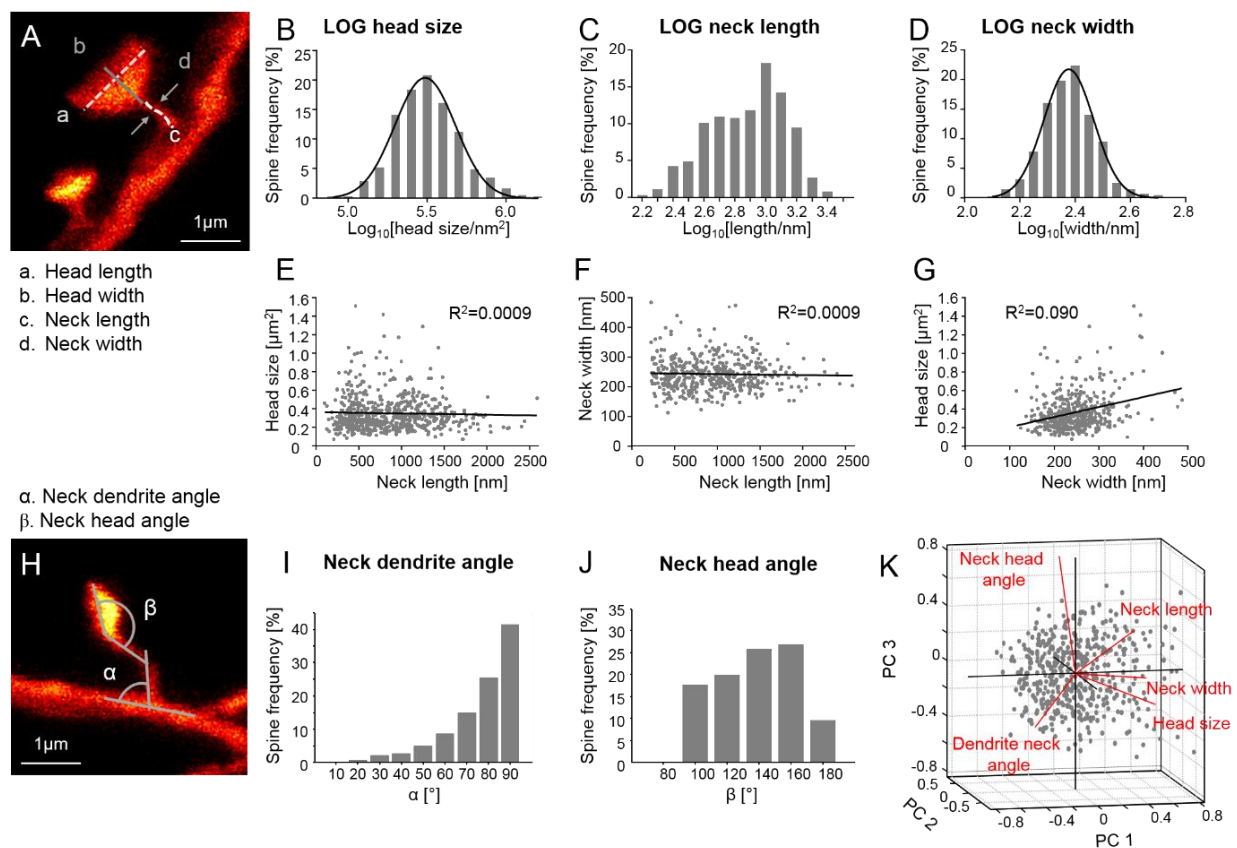 A
b
d
a
c
1µm
a. Head length
b. Head width
c. Neck length
d. Neck width
B
LOG head size
Spine frequency [%]
25
20
15
10
5
0
5.0 5.5 6.0
Log10[head size/nm2]
C
LOG neck length
Spine frequency [%]
20
15
10
5
0
2.2 2.4 2.6 2.8 3.0 3.2 3.4
Log10[length/nm]
D
LOG neck width
Spine frequency [%]
25
20
15
10
5
0
2.0 2.2 2.4 2.6 2.8
Log10[width/nm]
E
R2=0.0009
Head size [µm2]
1.6
1.4
1.2
1.0
0.8
0.6
0.4
0.2
0
0 500 1000 1500 2000 2500
Neck length [nm]
F
R2=0.0009
Neck width [nm]
500
400
300
200
100
0
0 500 1000 1500 2000 2500
Neck length [nm]
G
R2=0.090
Head size [µm2]
1.6
1.4
1.2
1.0
0.8
0.6
0.4
0.2
0
0 100 200 300 400 500
Neck width [nm]
α. Neck dendrite angle
β. Neck head angle
H
β
α
1µm
I
Neck dendrite angle
Spine frequency [%]
40
30
20
10
0
10 20 30 40 50 60 70 80 90
α [°]
J
Neck head angle
Spine frequency [%]
35
30
25
20
15
10
5
0
80 100 120 140 160 180
β [°]
K
Neck head
angle
Neck length
Neck width
Head size
Dendrite neck
angle
PC 3
0.8
0.4
0
-0.4
-0.8
PC 2
0.5
0
-0.5
-0.8 -0.4 0 0.4 0.8
PC 1